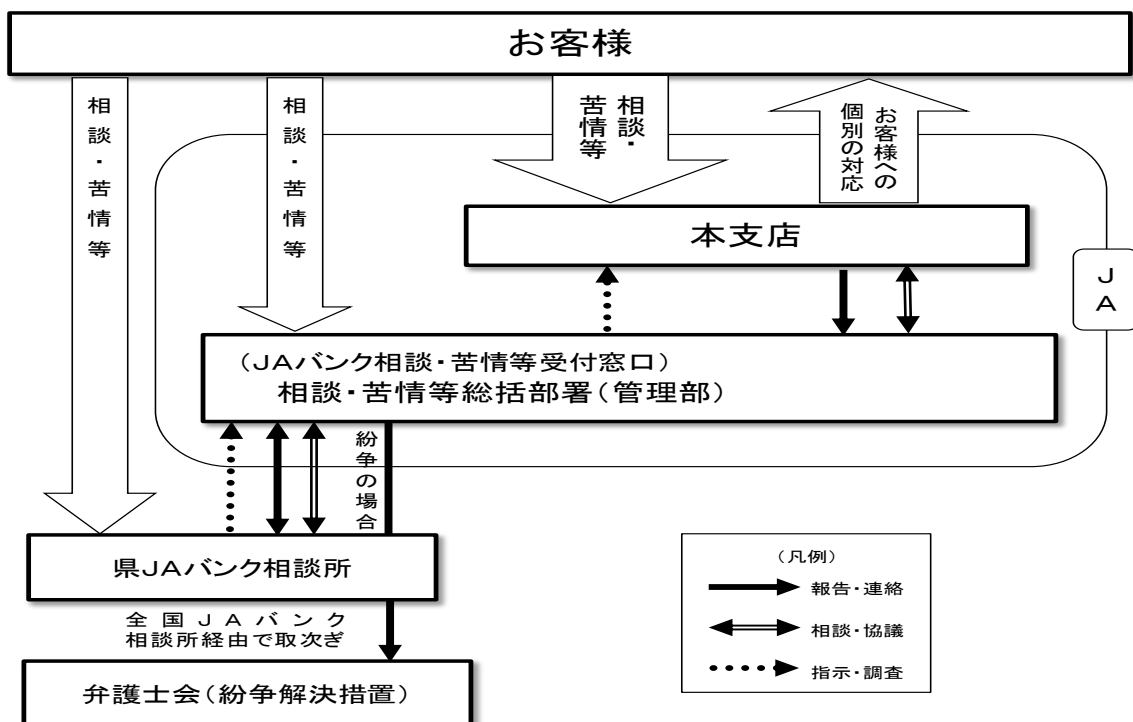 お客様
相談・苦情等
相談・苦情等
相談・
苦情等
お客様への
個別の対応
本支店
JA
(JAバンク相談・苦情等受付窓口)
相談・苦情等総括部署(管理部)
紛争の場合
県JAバンク相談所
全国JAバンク
相談所経由で取次ぎ
弁護士会(紛争解決措置)
(凡例)
報告・連絡
相談・協議
指示・調査